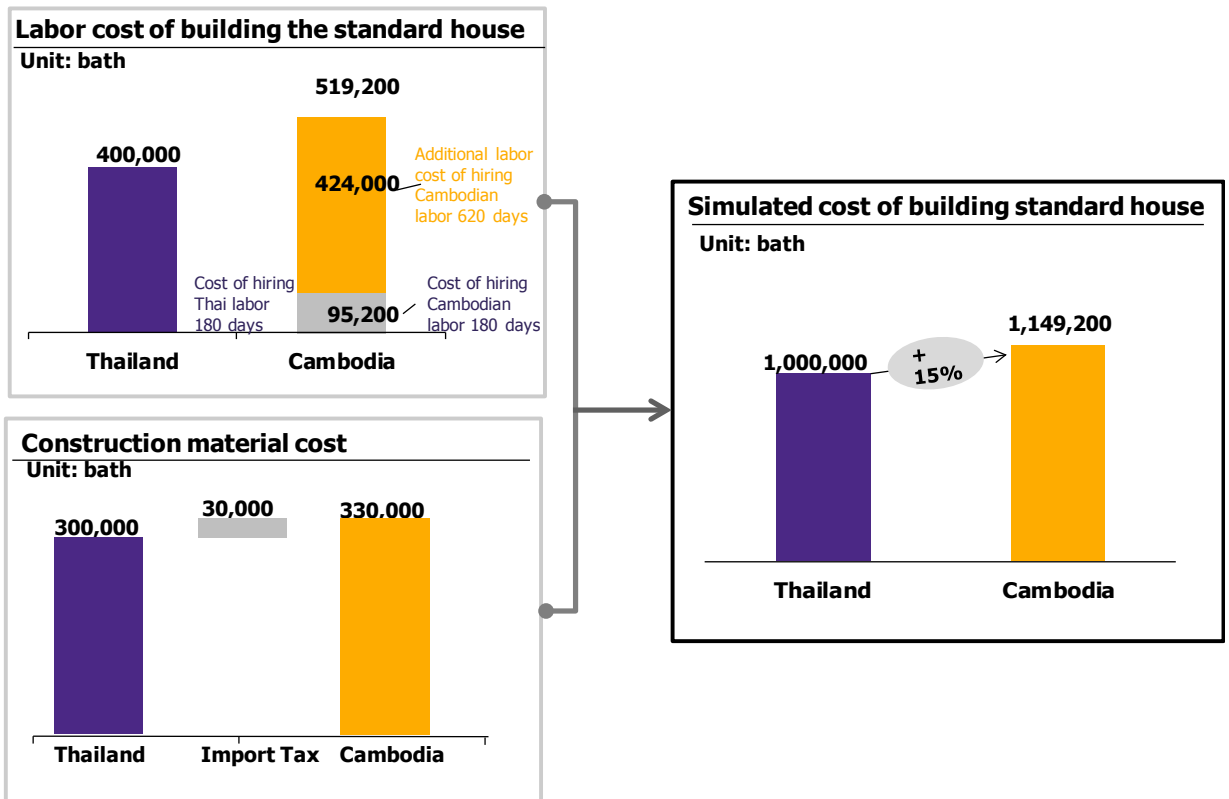 Labor cost of building the standard house
Unit: bath
519,200
400,000
424,000
Additional labor
cost of hiring
Cambodian
labor 620 days
Cost of hiring
Thai labor
180 days
95,200
Cost of hiring
Cambodian
labor 180 days
Thailand
Cambodia
Construction material cost
Unit: bath
300,000
30,000
330,000
Thailand
Import Tax
Cambodia
Simulated cost of building standard house
Unit: bath
1,000,000
+
15%
1,149,200
Thailand
Cambodia